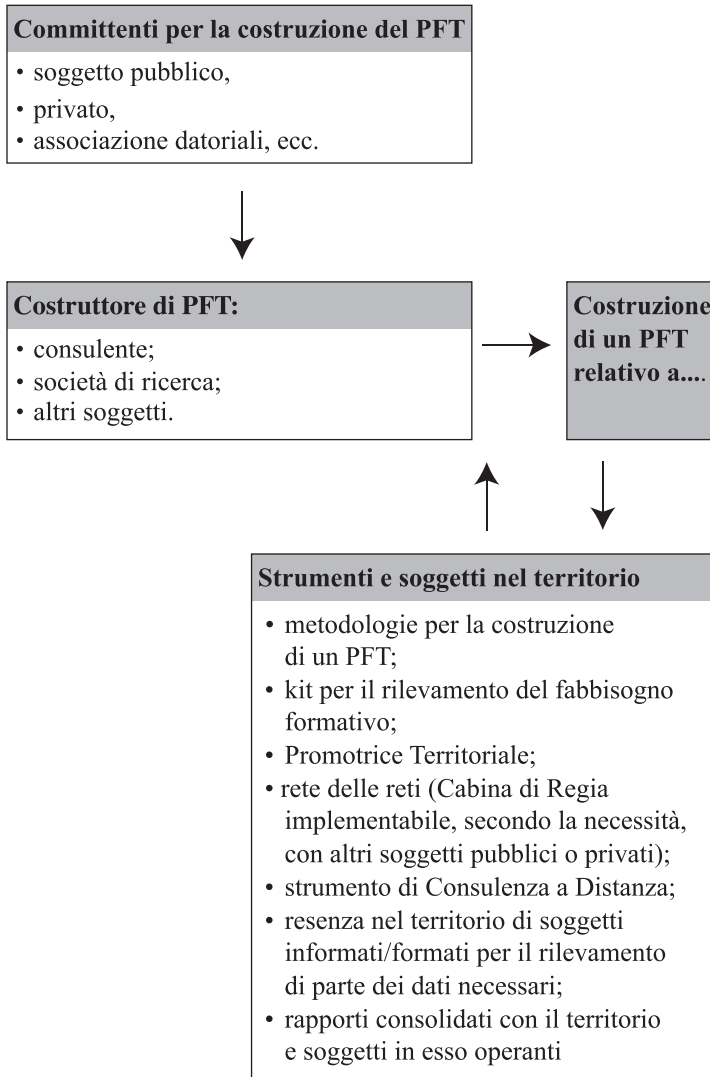 Committenti per la costruzione del PFT
• soggetto pubblico,
• privato,
• associazione datoriali, ecc.
Costruttore di PFT:
• consulente;
• società di ricerca;
• altri soggetti.
Costruzione
di un PFT
relativo a....
Strumenti e soggetti nel territorio
• metodologie per la costruzione
di un PFT;
• kit per il rilevamento del fabbisogno
formativo;
• Promotrice Territoriale;
• rete delle reti (Cabina di Regia
implementabile, secondo la necessità,
con altri soggetti pubblici o privati);
• strumento di Consulenza a Distanza;
• resenza nel territorio di soggetti
informati/formati per il rilevamento
di parte dei dati necessari;
• rapporti consolidati con il territorio
e soggetti in esso operanti